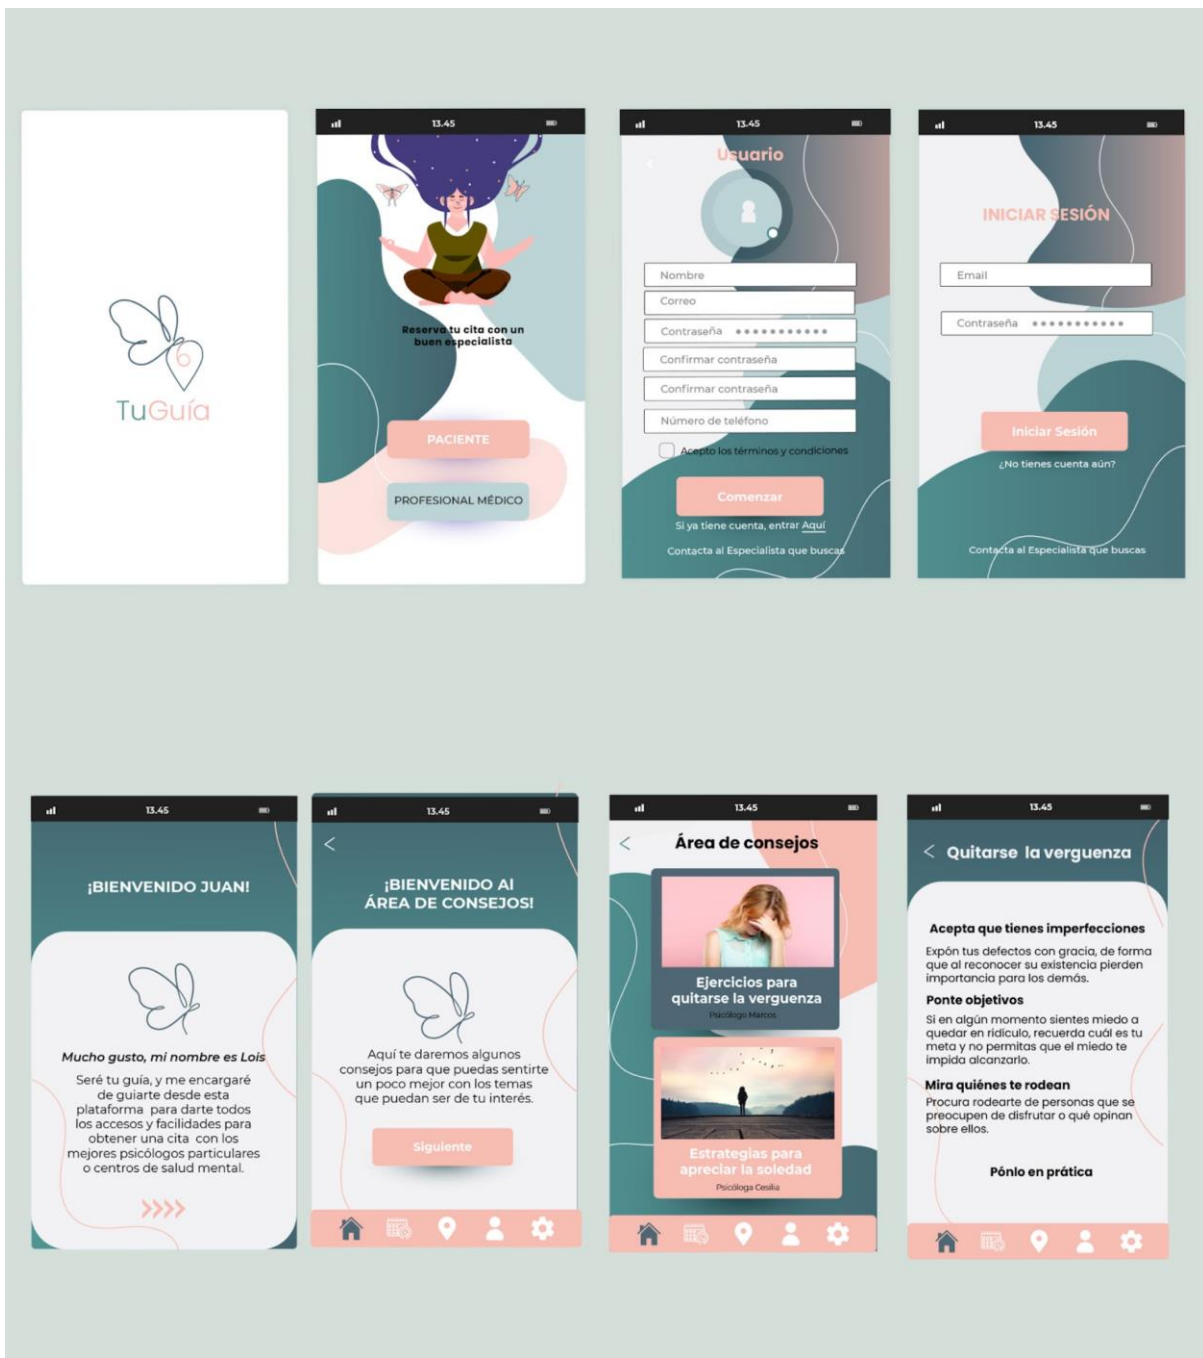 TuGuía
13.45
Reserva tu cita con un
buen especialista
PACIENTE
PROFESIONAL MÉDICO
13.45
Usuario
Nombre
Correo
Contraseña
Confirmar contraseña
Confirmar contraseña
Número de teléfono
Acepto los términos y condiciones
Comenzar
Si ya tiene cuenta, entrar Aquí
Contacta al Especialista que buscas
13.45
INICIAR SESIÓN
Email
Contraseña
Iniciar Sesión
¿No tienes cuenta aún?
Contacta al Especialista que buscas
13.45
¡BIENVENIDO JUAN!
Mucho gusto, mi nombre es Lois
Seré tu guía, y me encargaré
de guiarte desde esta
plataforma para darte todos
los accesos y facilidades para
obtener una cita con los
mejores psicólogos particulares
o centros de salud mental.
13.45
¡BIENVENIDO Al
ÁREA DE CONSEJOS!
Aquí te daremos algunos
consejos para que puedas sentirte
un poco mejor con los temas
que puedan ser de tu interés.
Siguiente
13.45
Área de consejos
Ejercicios para
quitarse la verguenza
Psicólogo Marcos
Estrategias para
apreciar la soledad
Psicóloga Cesilia
13.45
Quitarse la verguenza
Acepta que tienes imperfecciones
Expón tus defectos con gracia, de forma
que al reconocer su existencia pierden
importancia para los demás.
Ponte objetivos
Si en algún momento sientes miedo a
quedar en ridículo, recuerda cuál es tu
meta y no permitas que el miedo te
impida alcanzarlo.
Mira quiénes te rodean
Procura rodearte de personas que se
preocupen de disfrutar o qué opinan
sobre ellos.
Pónlo en prática